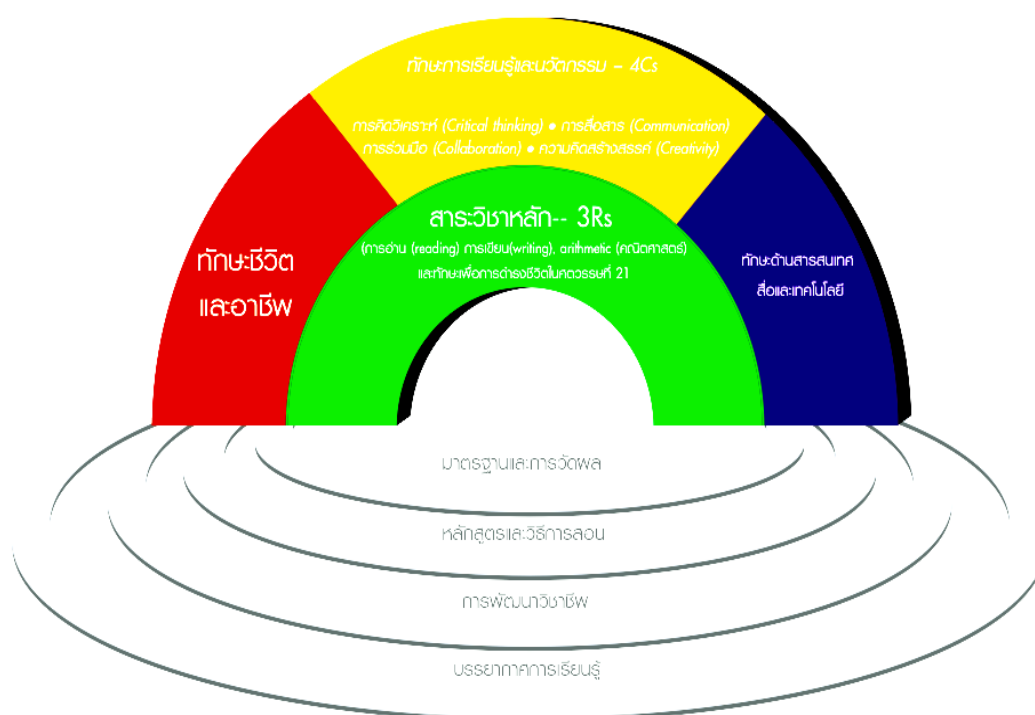 ทักษะการเรียนรู้และนวัตกรรม – 4Cs
การคิดวิเคราะห์ (Critical thinking) • การสื่อสาร (Communication)
การร่วมมือ (Collaboration) • ความคิดสร้างสรรค์ (Creativity)
สาระวิชาหลัก-- 3Rs
(การอ่าน (reading) การเขียน(writing), arithmetic (คณิตศาสตร์)
และทักษะเพื่อการดำรงชีวิตในศตวรรษที่ 21
ทักษะชีวิต
และอาชีพ
ทักษะด้านสารสนเทศ
สื่อและเทคโนโลยี
มาตรฐานและการวัดผล
หลักสูตรและวิธีการสอน
การพัฒนาวิชาชีพ
บรรยากาศการเรียนรู้